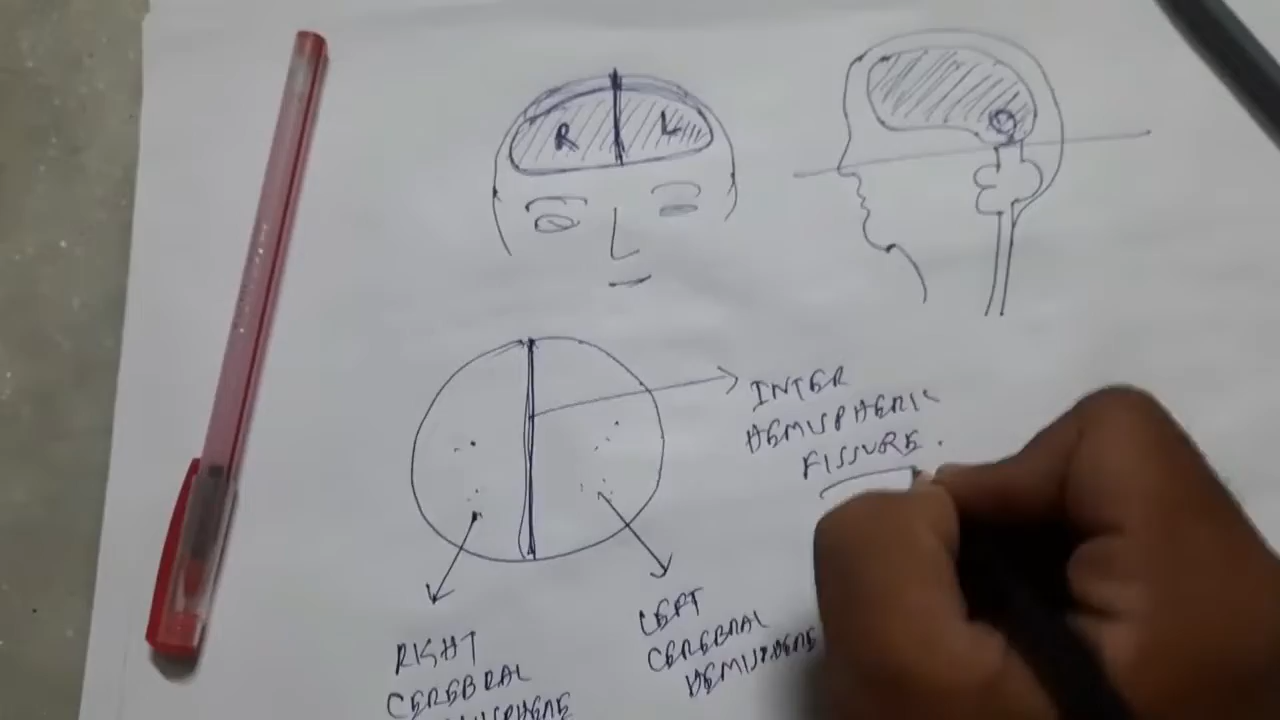 R L
INTER
HEMISPHERIC
FISSURE.
LEFT
CEREBRAL
HEMISPHERE
RIGHT
CEREBRAL